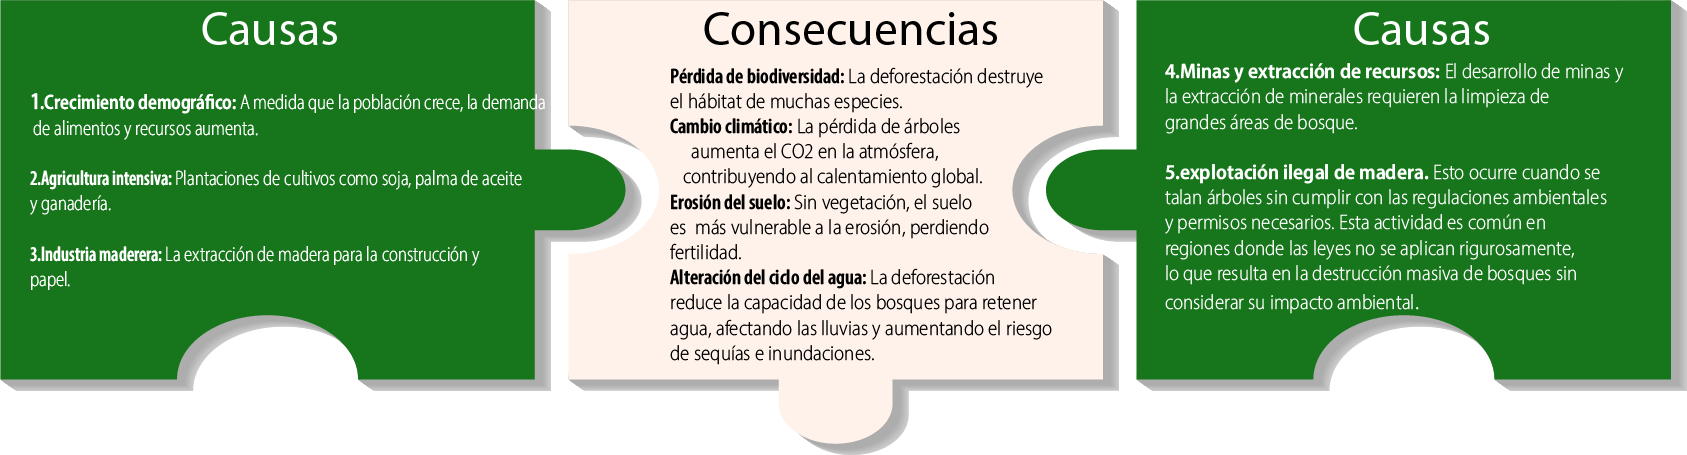 Causas
1.Crecimiento demográfico: A medida que la población crece, la demanda
de alimentos y recursos aumenta.
2.Agricultura intensiva: Plantaciones de cultivos como soja, palma de aceite
y ganadería.
3.Industria maderera: La extracción de madera para la construcción y
papel.
Consecuencias
Pérdida de biodiversidad: La deforestación destruye
el hábitat de muchas especies.
Cambio climático: La pérdida de árboles
aumenta el CO2 en la atmósfera,
contribuyendo al calentamiento global.
Erosión del suelo: Sin vegetación, el suelo
es más vulnerable a la erosión, perdiendo
fertilidad.
Alteración del ciclo del agua: La deforestación
reduce la capacidad de los bosques para retener
agua, afectando las lluvias y aumentando el riesgo
de sequías e inundaciones.
Causas
4.Minas y extracción de recursos: El desarrollo de minas y
la extracción de minerales requieren la limpieza de
grandes áreas de bosque.
5.explotación ilegal de madera. Esto ocurre cuando se
talan árboles sin cumplir con las regulaciones ambientales
y permisos necesarios. Esta actividad es común en
regiones donde las leyes no se aplican rigurosamente,
lo que resulta en la destrucción masiva de bosques sin
considerar su impacto ambiental.